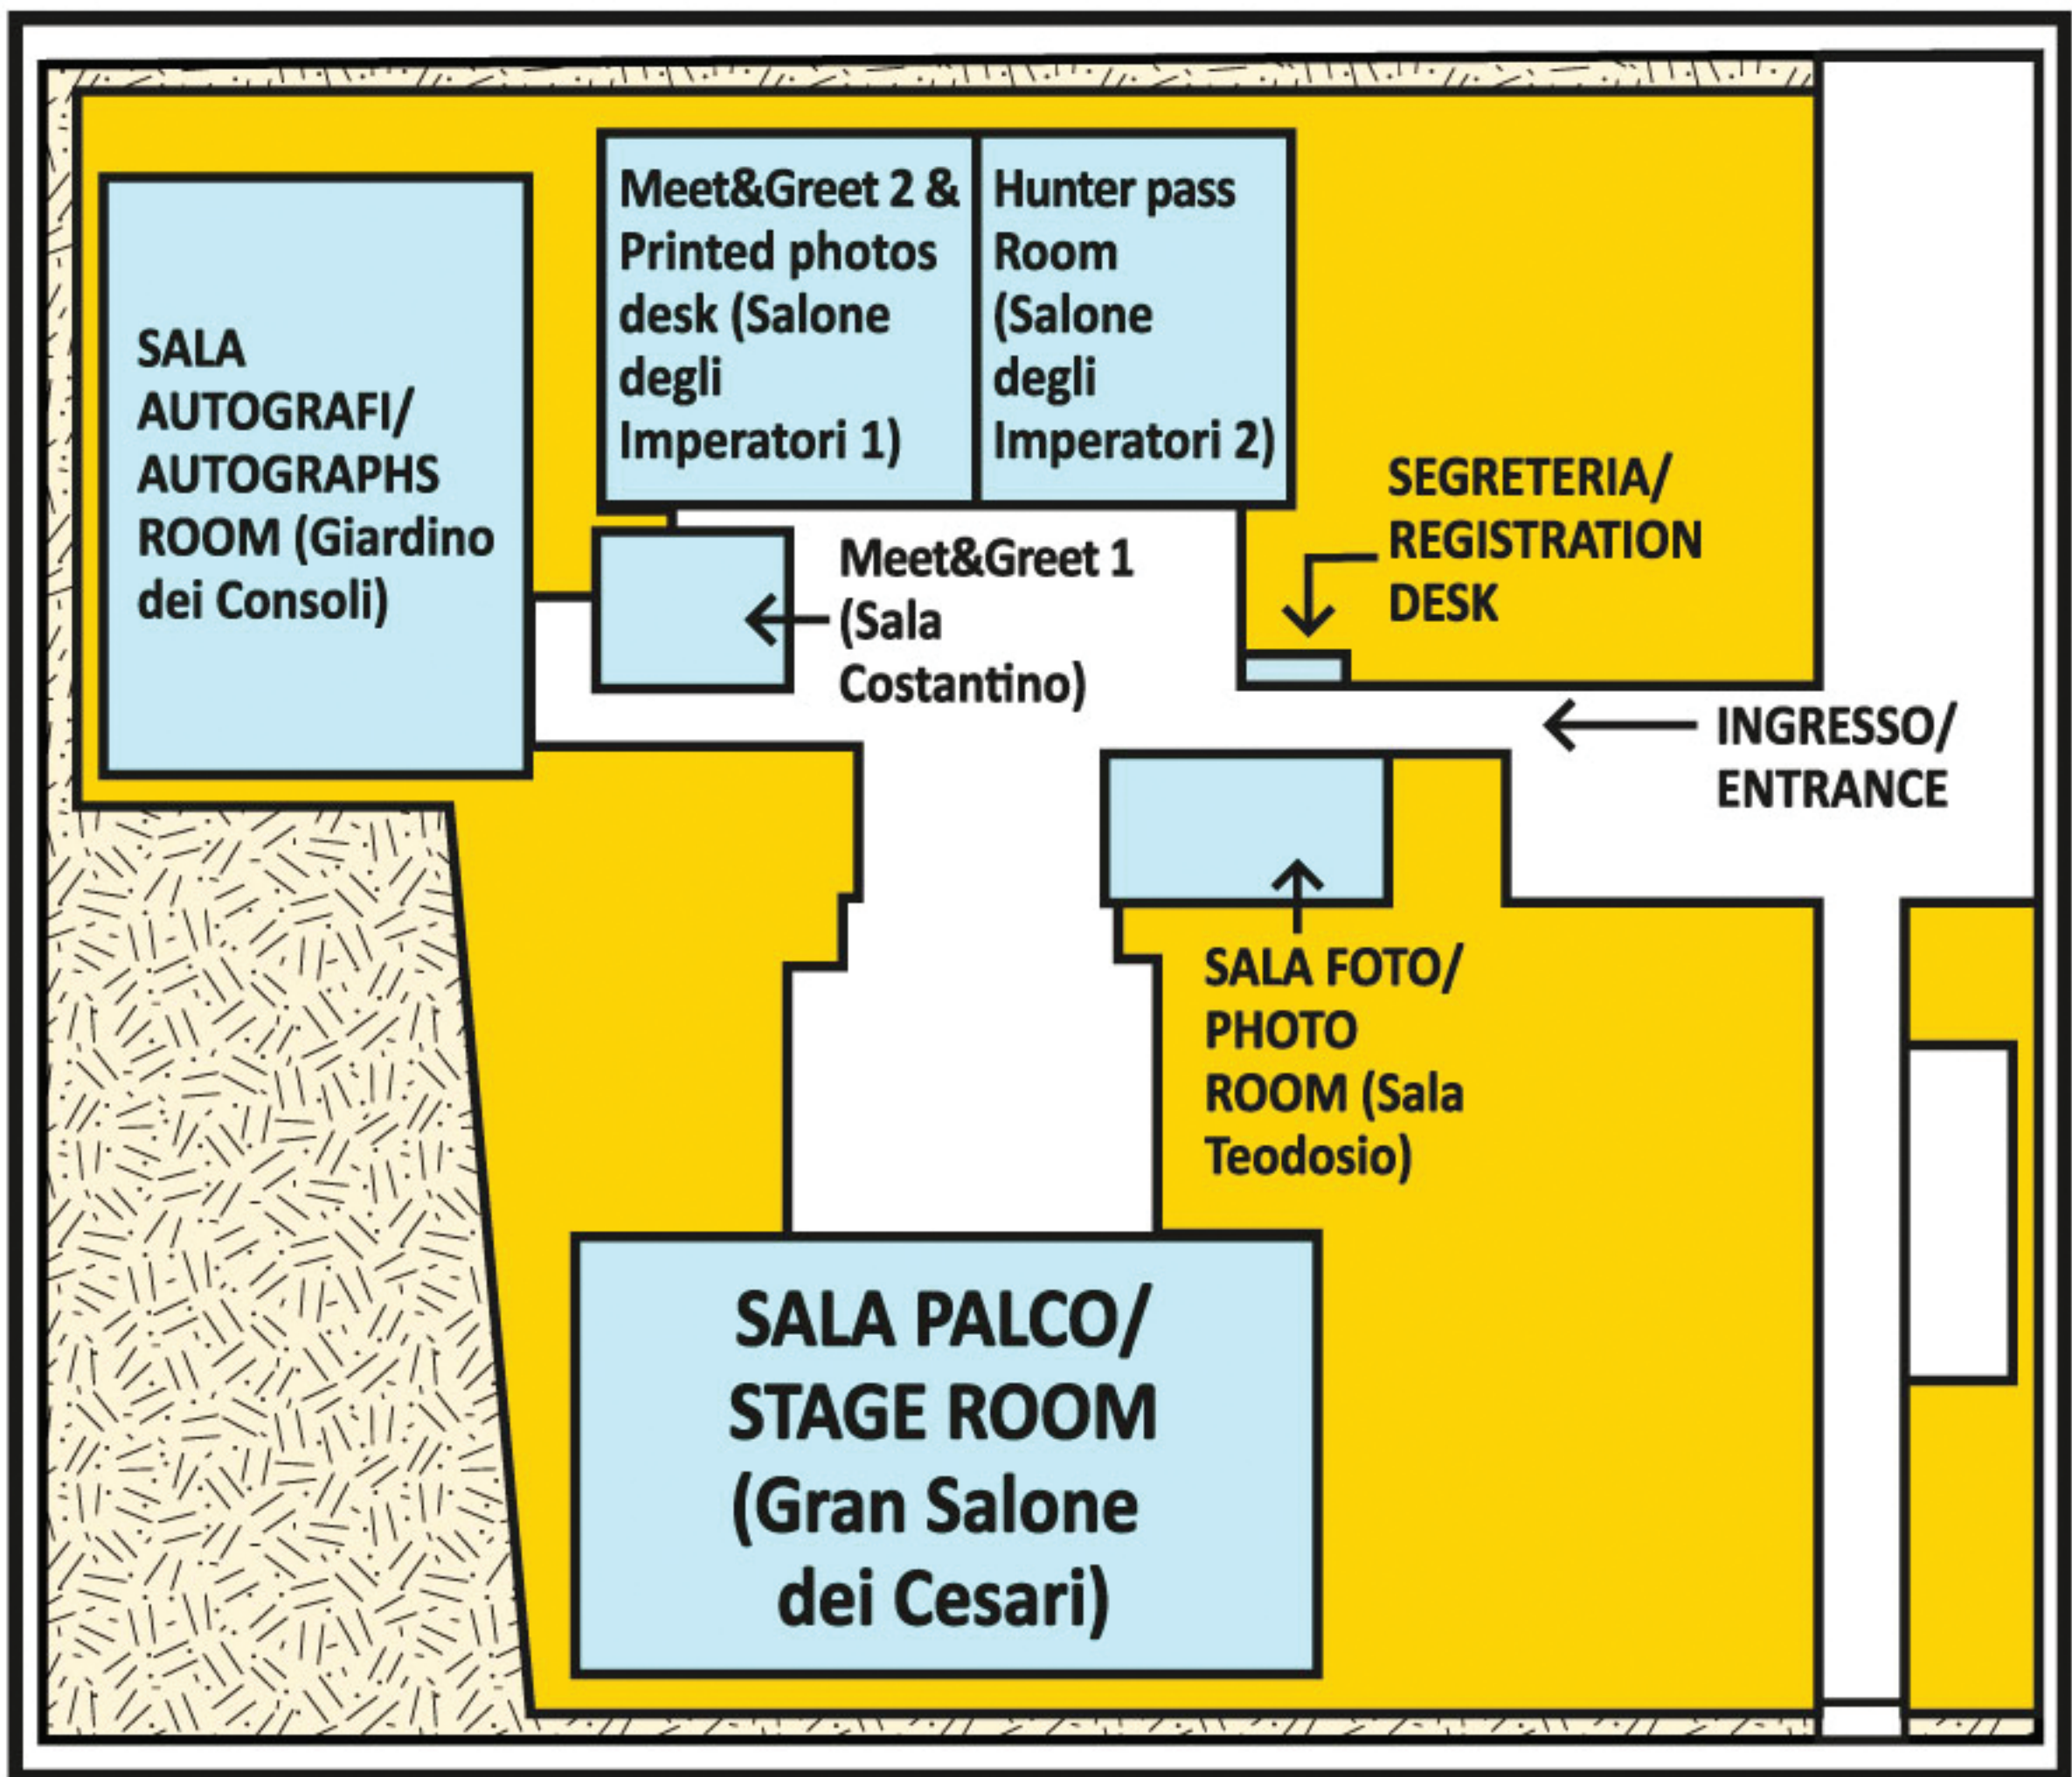 Meet&Greet 2 &
Printed photos
desk (Salone
degli
Imperatori 1)
Hunter pass
Room
(Salone
degli
Imperatori 2)
SALA
AUTOGRAFI/
AUTOGRAPHS
ROOM (Giardino
dei Consoli)
SEGRETERIA/
REGISTRATION
DESK
Meet&Greet 1
(Sala
Costantino)
INGRESSO/
ENTRANCE
SALA FOTO/
PHOTO
ROOM (Sala
Teodosio)
SALA PALCO/
STAGE ROOM
(Gran Salone
dei Cesari)